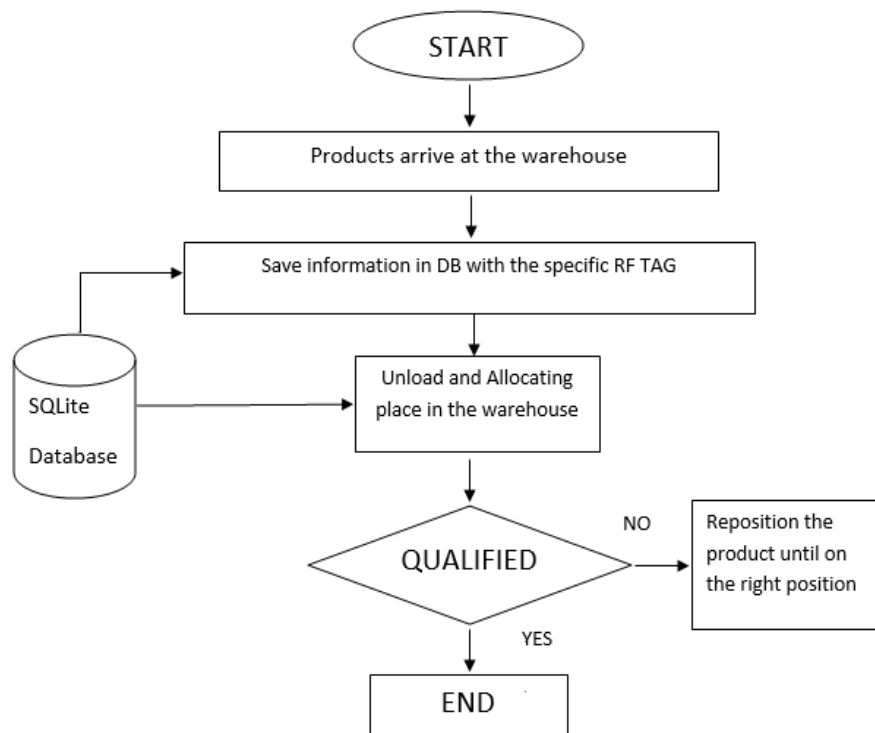 START
Products arrive at the warehouse
Save information in DB with the specific RF TAG
Unload and Allocating
place in the warehouse
SQLite
Database
QUALIFIED
NO
Reposition the
product until on
the right position
YES
END